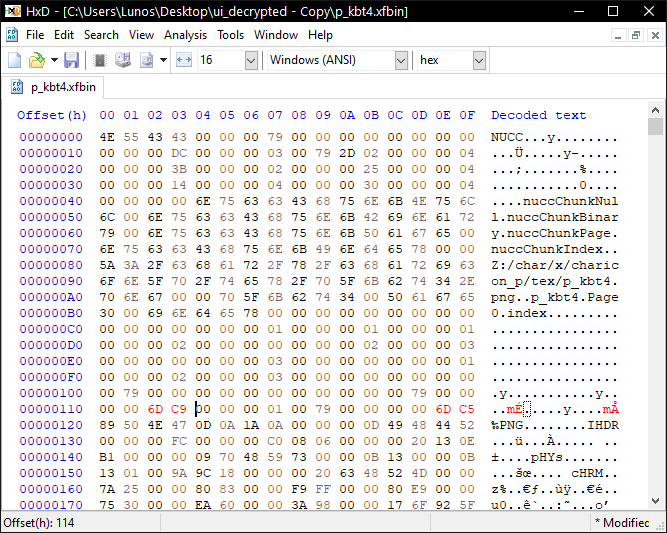 HxD - [C:\Users\Lunos\Desktop\ui_decrypted - Copy\p_kbt4.xfbin]
File Edit Search View Analysis Tools Window Help
16 Windows (ANSI) hex
p_kbt4.xfbin
Offset(h) 00 01 02 03 04 05 06 07 08 09 0A 0B 0C 0D 0E 0F Decoded text
00000000 4E 55 43 43 00 00 00 79 00 00 00 00 00 00 00 00 NUCC...y........
00000010 00 00 00 DC 00 00 00 03 00 79 2D 02 00 00 00 04 ...Ü.....y-.....
00000020 00 00 00 3B 00 00 00 02 00 00 00 25 00 00 00 04 ...;.......%....
00000030 00 00 00 14 00 00 00 04 00 00 00 30 00 00 00 04 ...........0....
00000040 00 00 00 00 6E 75 63 63 43 68 75 6E 6B 4E 75 6C ....nuccChunkNul
00000050 6C 00 6E 75 63 63 43 68 75 6E 6B 42 69 6E 61 72 l.nuccChunkBinar
00000060 79 00 6E 75 63 63 43 68 75 6E 6B 50 61 67 65 00 y.nuccChunkPage.
00000070 6E 75 63 63 43 68 75 6E 6B 49 6E 64 65 78 00 00 nuccChunkIndex..
00000080 5A 3A 2F 63 68 61 72 2F 78 2F 63 68 61 72 69 63 Z:/char/x/charic
00000090 6F 6E 5F 70 2F 74 65 78 2F 70 5F 6B 62 74 34 2E on_p/tex/p_kbt4.
000000A0 70 6E 67 00 00 70 5F 6B 62 74 34 00 50 61 67 65 png..p_kbt4.Page
000000B0 30 00 69 6E 64 65 78 00 00 00 00 00 00 00 00 00 0.index.........
000000C0 00 00 00 00 00 00 00 01 00 00 00 01 00 00 00 00 ................
000000D0 00 00 00 02 00 00 00 00 00 00 00 02 00 00 00 03 ................
000000E0 00 00 00 00 00 00 00 03 00 00 00 00 00 00 00 01 ................
000000F0 00 00 00 02 00 00 00 03 00 00 00 00 00 00 00 00 ................
00000100 00 79 00 00 00 00 00 00 00 00 00 00 00 79 00 00 .y...........y..
00000110 00 00 6D C9 00 00 00 01 00 79 00 00 00 00 6D C5 ..mÉ.....y....mÅ
00000120 89 50 4E 47 0D 0A 1A 0A 00 00 00 0D 49 48 44 52 ‰PNG........IHDR
00000130 00 00 00 FC 00 00 00 C0 08 06 00 00 00 20 13 0E ...ü...À..... ..
00000140 B1 00 00 00 09 70 48 59 73 00 00 0B 13 00 00 0B ±....pHYs.......
00000150 13 01 00 9A 9C 18 00 00 00 20 63 48 52 4D 00 00 ...šœ.... cHRM..
00000160 7A 25 00 00 80 83 00 00 F9 FF 00 00 80 E9 00 00 z%..€ƒ..ùÿ..€é..
00000170 75 30 00 00 EA 60 00 00 3A 98 00 00 17 6F 92 5F u0..ê`..:˜...o’_
Offset(h): 114 * Modified